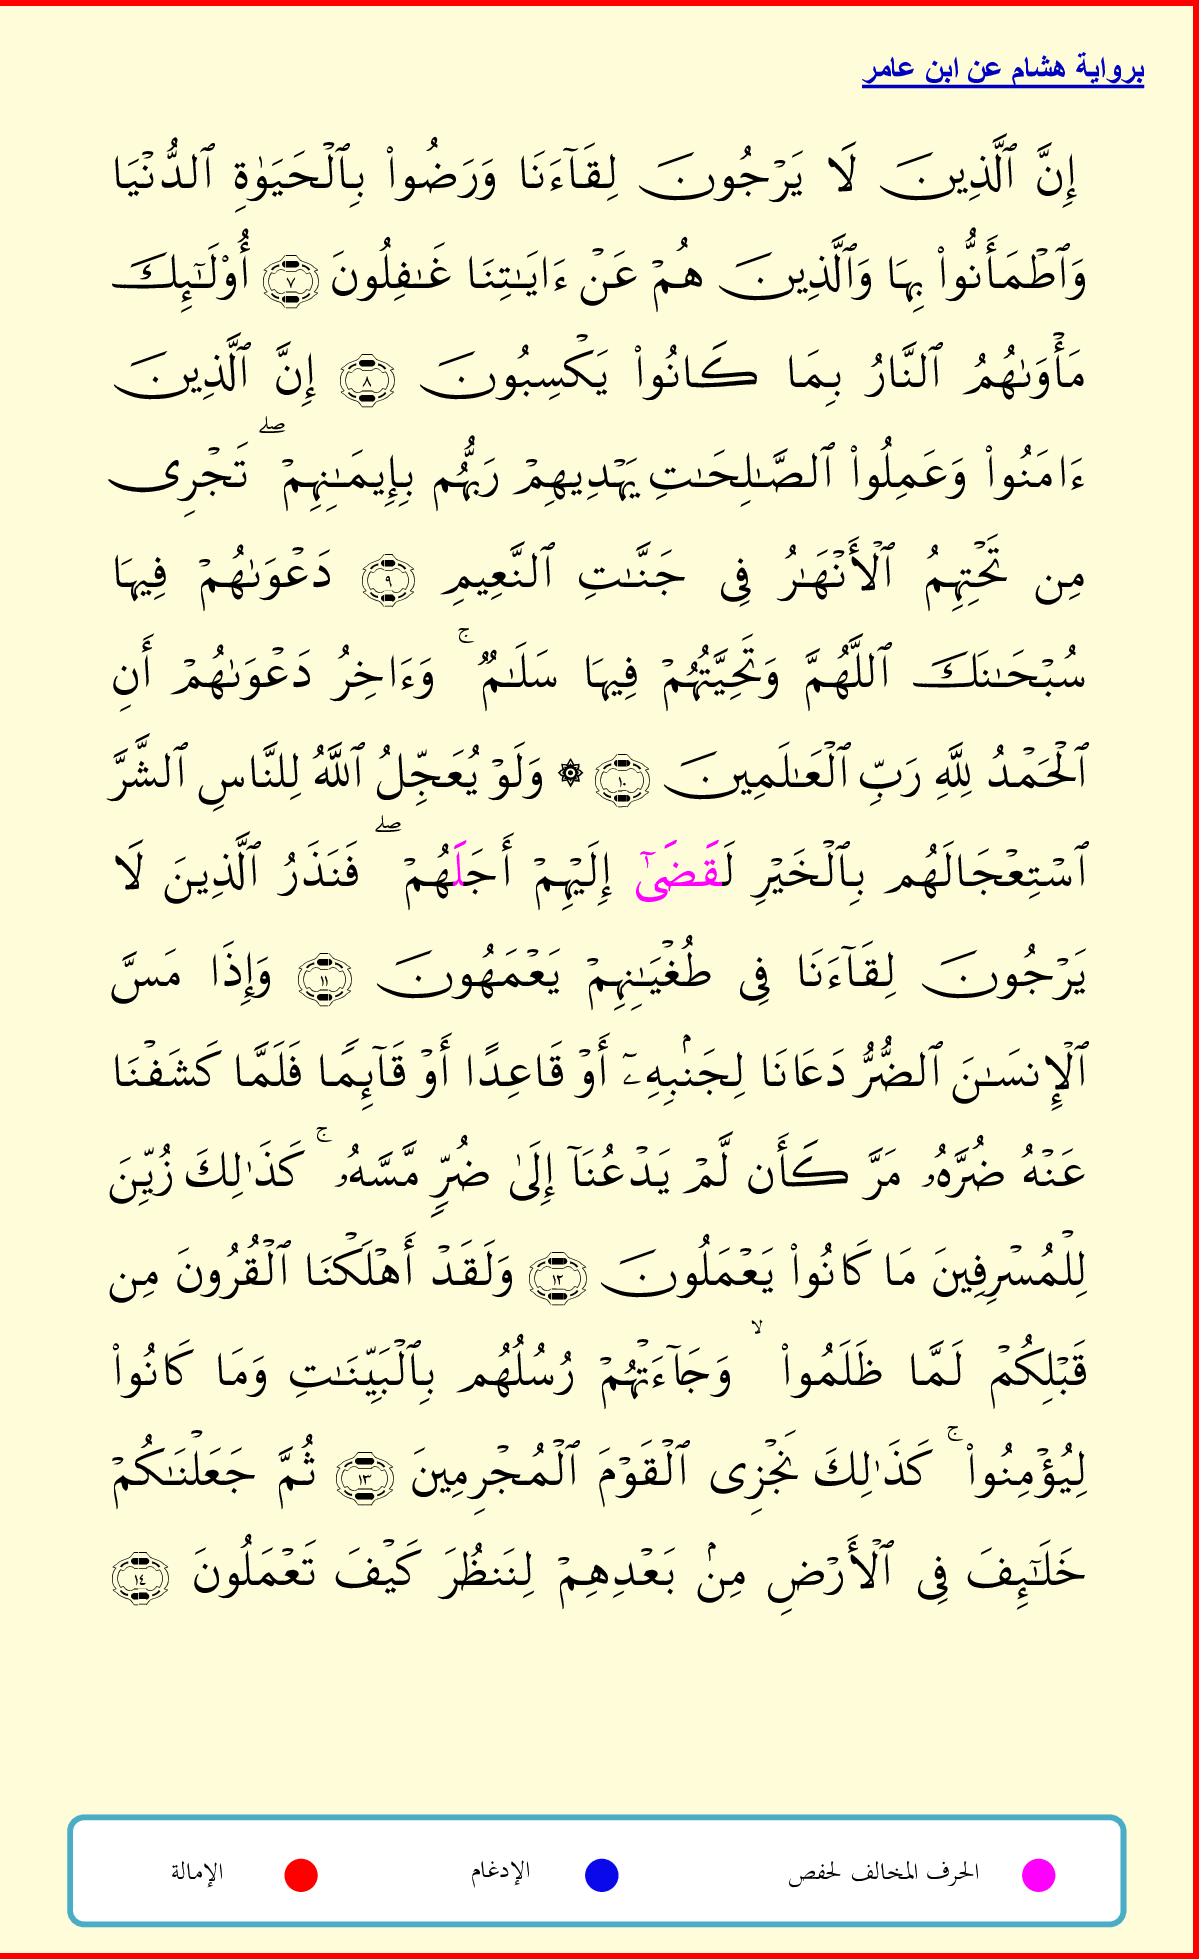 برواية هشام عن ابن عامر
إِنَّ ٱلَّذِينَ لَا يَرْجُونَ لِقَآءَنَا وَرَضُوا۟ بِٱلْحَيَوٰةِ ٱلدُّنْيَا
وَٱطْمَأَنُّوا۟ بِهَا وَٱلَّذِينَ هُمْ عَنْ ءَايَـٰتِنَا غَـٰفِلُونَ ٧ أُو۟لَـٰٓئِكَ
مَأْوَىٰهُمُ ٱلنَّارُ بِمَا كَانُوا۟ يَكْسِبُونَ ٨ إِنَّ ٱلَّذِينَ
ءَامَنُوا۟ وَعَمِلُوا۟ ٱلصَّـٰلِحَـٰتِ يَهْدِيهِمْ رَبُّهُم بِإِيمَـٰنِهِمْ ۖ تَجْرِى
مِن تَحْتِهِمُ ٱلْأَنْهَـٰرُ فِى جَنَّـٰتِ ٱلنَّعِيمِ ٩ دَعْوَىٰهُمْ فِيهَا
سُبْحَـٰنَكَ ٱللَّهُمَّ وَتَحِيَّتُهُمْ فِيهَا سَلَـٰمٌ ۚ وَءَاخِرُ دَعْوَىٰهُمْ أَنِ
ٱلْحَمْدُ لِلَّهِ رَبِّ ٱلْعَـٰلَمِينَ ١٠ ۞ وَلَوْ يُعَجِّلُ ٱللَّهُ لِلنَّاسِ ٱلشَّرَّ
ٱسْتِعْجَالَهُم بِٱلْخَيْرِ لَقَضَىٰٓ إِلَيْهِمْ أَجَلَهُمْ ۖ فَنَذَرُ ٱلَّذِينَ لَا
يَرْجُونَ لِقَآءَنَا فِى طُغْيَـٰنِهِمْ يَعْمَهُونَ ١١ وَإِذَا مَسَّ
ٱلْإِنسَـٰنَ ٱلضُّرُّ دَعَانَا لِجَنۢبِهِۦٓ أَوْ قَاعِدًا أَوْ قَآئِمًا فَلَمَّا كَشَفْنَا
عَنْهُ ضُرَّهُۥ مَرَّ كَأَن لَّمْ يَدْعُنَآ إِلَىٰ ضُرٍّ مَّسَّهُۥ ۚ كَذَٰلِكَ زُيِّنَ
لِلْمُسْرِفِينَ مَا كَانُوا۟ يَعْمَلُونَ ١٢ وَلَقَدْ أَهْلَكْنَا ٱلْقُرُونَ مِن
قَبْلِكُمْ لَمَّا ظَلَمُوا۟ ۙ وَجَآءَتْهُمْ رُسُلُهُم بِٱلْبَيِّنَـٰتِ وَمَا كَانُوا۟
لِيُؤْمِنُوا۟ ۚ كَذَٰلِكَ نَجْزِى ٱلْقَوْمَ ٱلْمُجْرِمِينَ ١٣ ثُمَّ جَعَلْنَـٰكُمْ
خَلَـٰٓئِفَ فِى ٱلْأَرْضِ مِنۢ بَعْدِهِمْ لِنَنظُرَ كَيْفَ تَعْمَلُونَ ١٤
الحرف المخالف لحفص الإدغام الإمالة